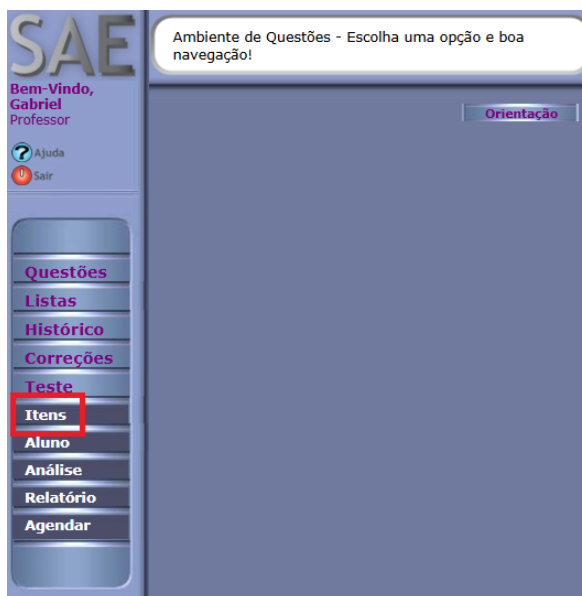 SAE
Bem-Vindo,
Gabriel
Professor
Ajuda
Sair
Questões
Listas
Histórico
Correções
Teste
Itens
Aluno
Análise
Relatório
Agendar
Ambiente de Questões - Escolha uma opção e boa
navegação!
Orientação